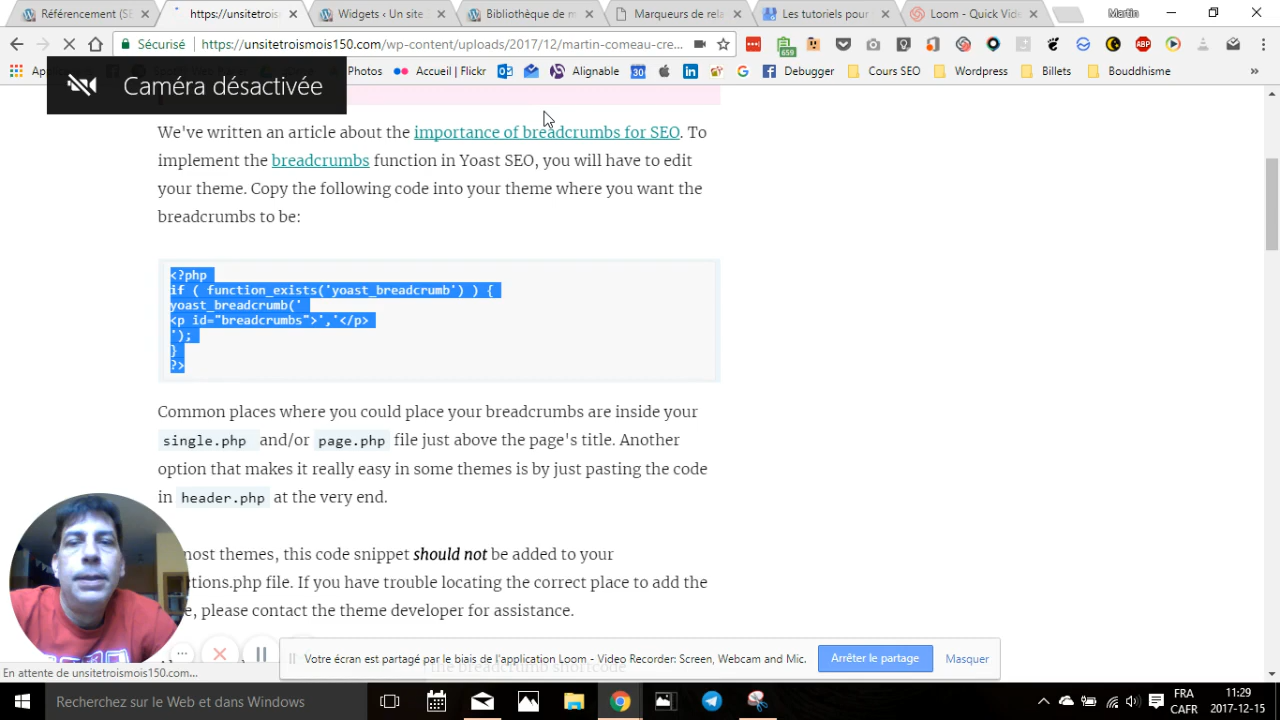 Référencement (SE
https://unsitetrois
Widgets ‹ Un site
Bibliothèque de m
Marqueurs de rela
Les tutoriels pour
Loom - Quick Vid
Martin
Sécurisé
https://unsitetroismois150.com/wp-content/uploads/2017/12/martin-comeau-cre...
659
ABP
Photos
Accueil | Flickr
Alignable
30
Debugger
Cours SEO
Wordpress
Billets
Bouddhisme
»
Caméra désactivée
We've written an article about the importance of breadcrumbs for SEO. To
implement the breadcrumbs function in Yoast SEO, you will have to edit
your theme. Copy the following code into your theme where you want the
breadcrumbs to be:
<?php
if ( function_exists('yoast_breadcrumb') ) {
yoast_breadcrumb('
<p id="breadcrumbs">','</p>
');
}
?>
Common places where you could place your breadcrumbs are inside your
single.php and/or page.php file just above the page's title. Another
option that makes it really easy in some themes is by just pasting the code
in header.php at the very end.
most themes, this code snippet should not be added to your
ctions.php file. If you have trouble locating the correct place to add the
e, please contact the theme developer for assistance.
Votre écran est partagé par le biais de l'application Loom - Video Recorder: Screen, Webcam and Mic.
Arrêter le partage
Masquer
En attente de unsitetroismois150.com...
Recherchez sur le Web et dans Windows
FRA
CAFR
11:29
2017-12-15